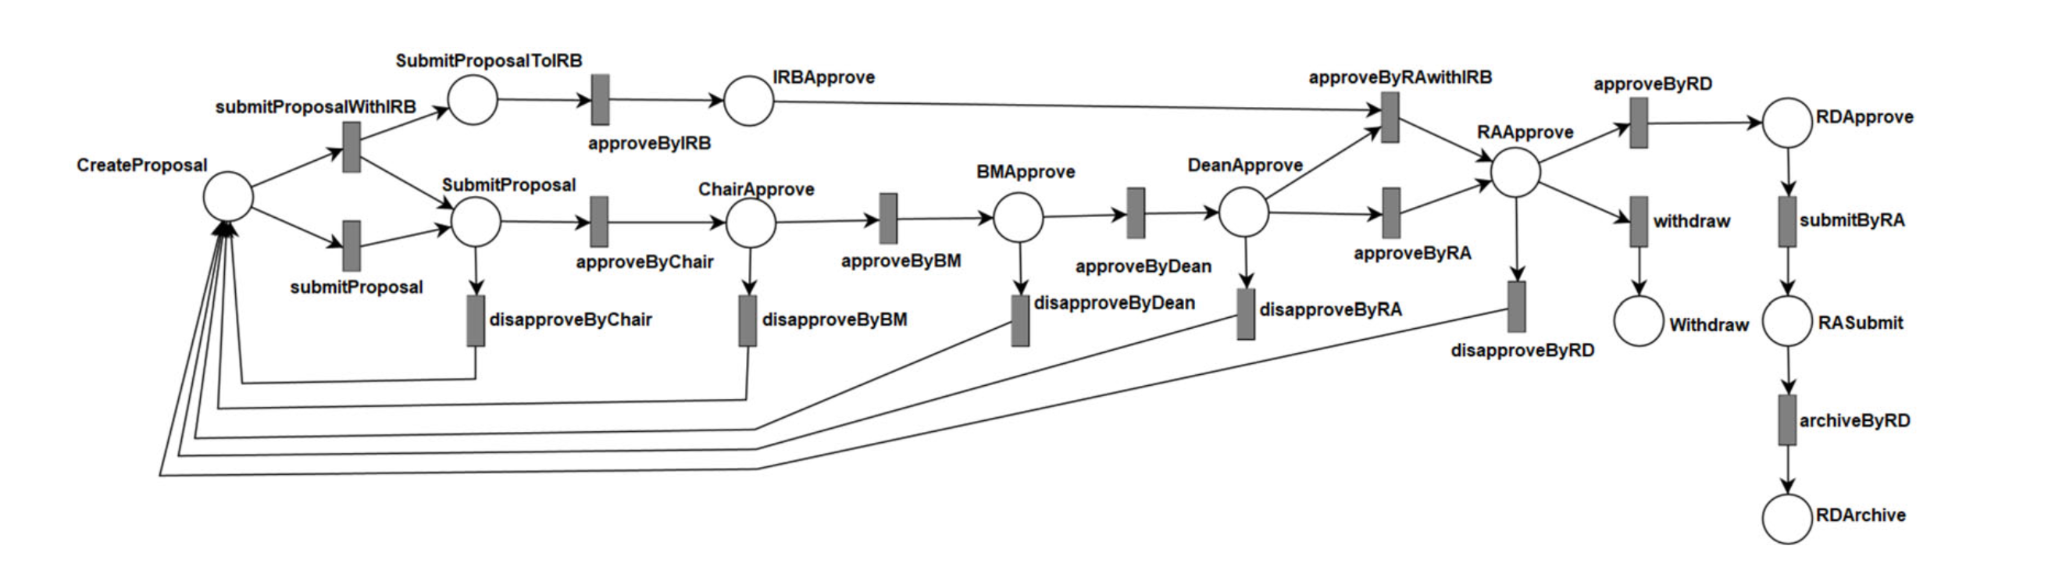 SubmitProposalToIRB
IRBApprove
approveByRAwithIRB
approveByRD
submitProposalWithIRB
RDApprove
RAApprove
approveByIRB
CreateProposal
DeanApprove
BMApprove
SubmitProposal
ChairApprove
withdraw
submitByRA
approveByRA
approveByChair
approveByBM
approveByDean
submitProposal
disapproveByDean
disapproveByRA
disapproveByChair
disapproveByBM
Withdraw
RASubmit
disapproveByRD
archiveByRD
RDArchive